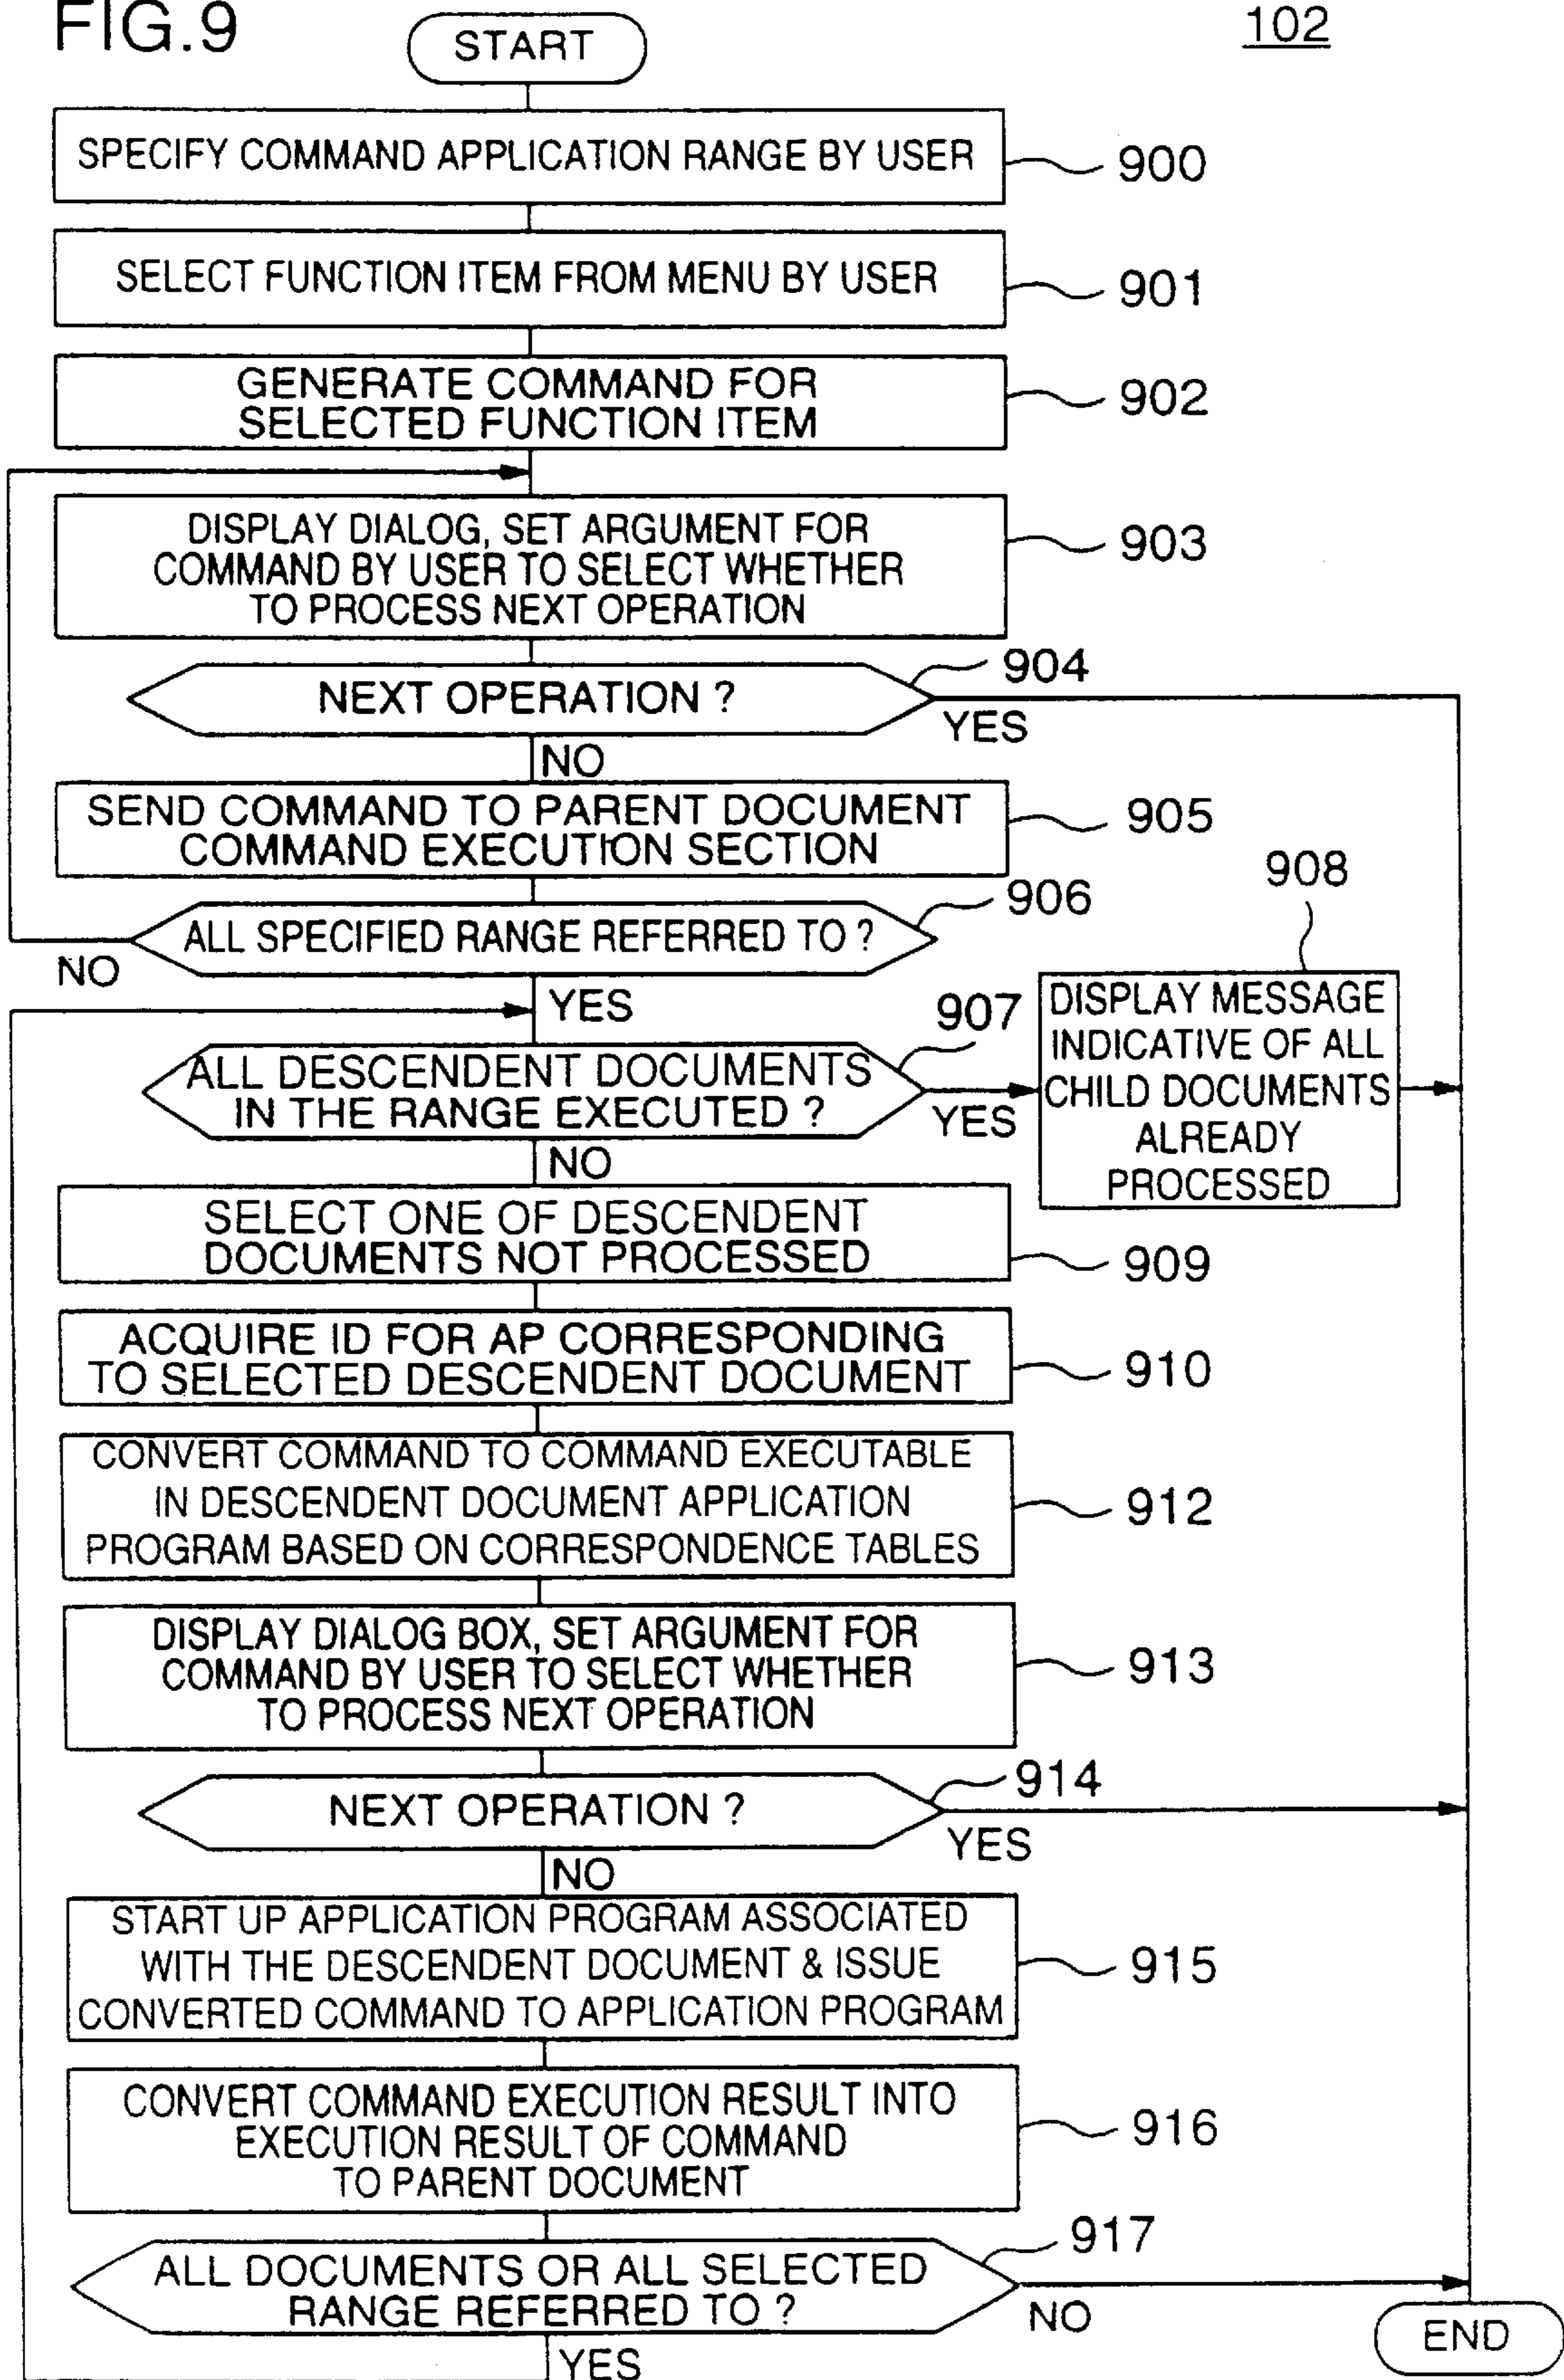 FIG.9
102
START
SPECIFY COMMAND APPLICATION RANGE BY USER
900
SELECT FUNCTION ITEM FROM MENU BY USER
901
GENERATE COMMAND FOR
SELECTED FUNCTION ITEM
902
DISPLAY DIALOG, SET ARGUMENT FOR
COMMAND BY USER TO SELECT WHETHER
TO PROCESS NEXT OPERATION
903
NEXT OPERATION ?
904
YES
NO
SEND COMMAND TO PARENT DOCUMENT
COMMAND EXECUTION SECTION
905
ALL SPECIFIED RANGE REFERRED TO ?
906
NO
YES
ALL DESCENDENT DOCUMENTS
IN THE RANGE EXECUTED ?
907
YES
908
DISPLAY MESSAGE
INDICATIVE OF ALL
CHILD DOCUMENTS
ALREADY
PROCESSED
NO
SELECT ONE OF DESCENDENT
DOCUMENTS NOT PROCESSED
909
ACQUIRE ID FOR AP CORRESPONDING
TO SELECTED DESCENDENT DOCUMENT
910
CONVERT COMMAND TO COMMAND EXECUTABLE
IN DESCENDENT DOCUMENT APPLICATION
PROGRAM BASED ON CORRESPONDENCE TABLES
912
DISPLAY DIALOG BOX, SET ARGUMENT FOR
COMMAND BY USER TO SELECT WHETHER
TO PROCESS NEXT OPERATION
913
NEXT OPERATION ?
914
YES
NO
START UP APPLICATION PROGRAM ASSOCIATED
WITH THE DESCENDENT DOCUMENT & ISSUE
CONVERTED COMMAND TO APPLICATION PROGRAM
915
CONVERT COMMAND EXECUTION RESULT INTO
EXECUTION RESULT OF COMMAND
TO PARENT DOCUMENT
916
ALL DOCUMENTS OR ALL SELECTED
RANGE REFERRED TO ?
917
NO
YES
END